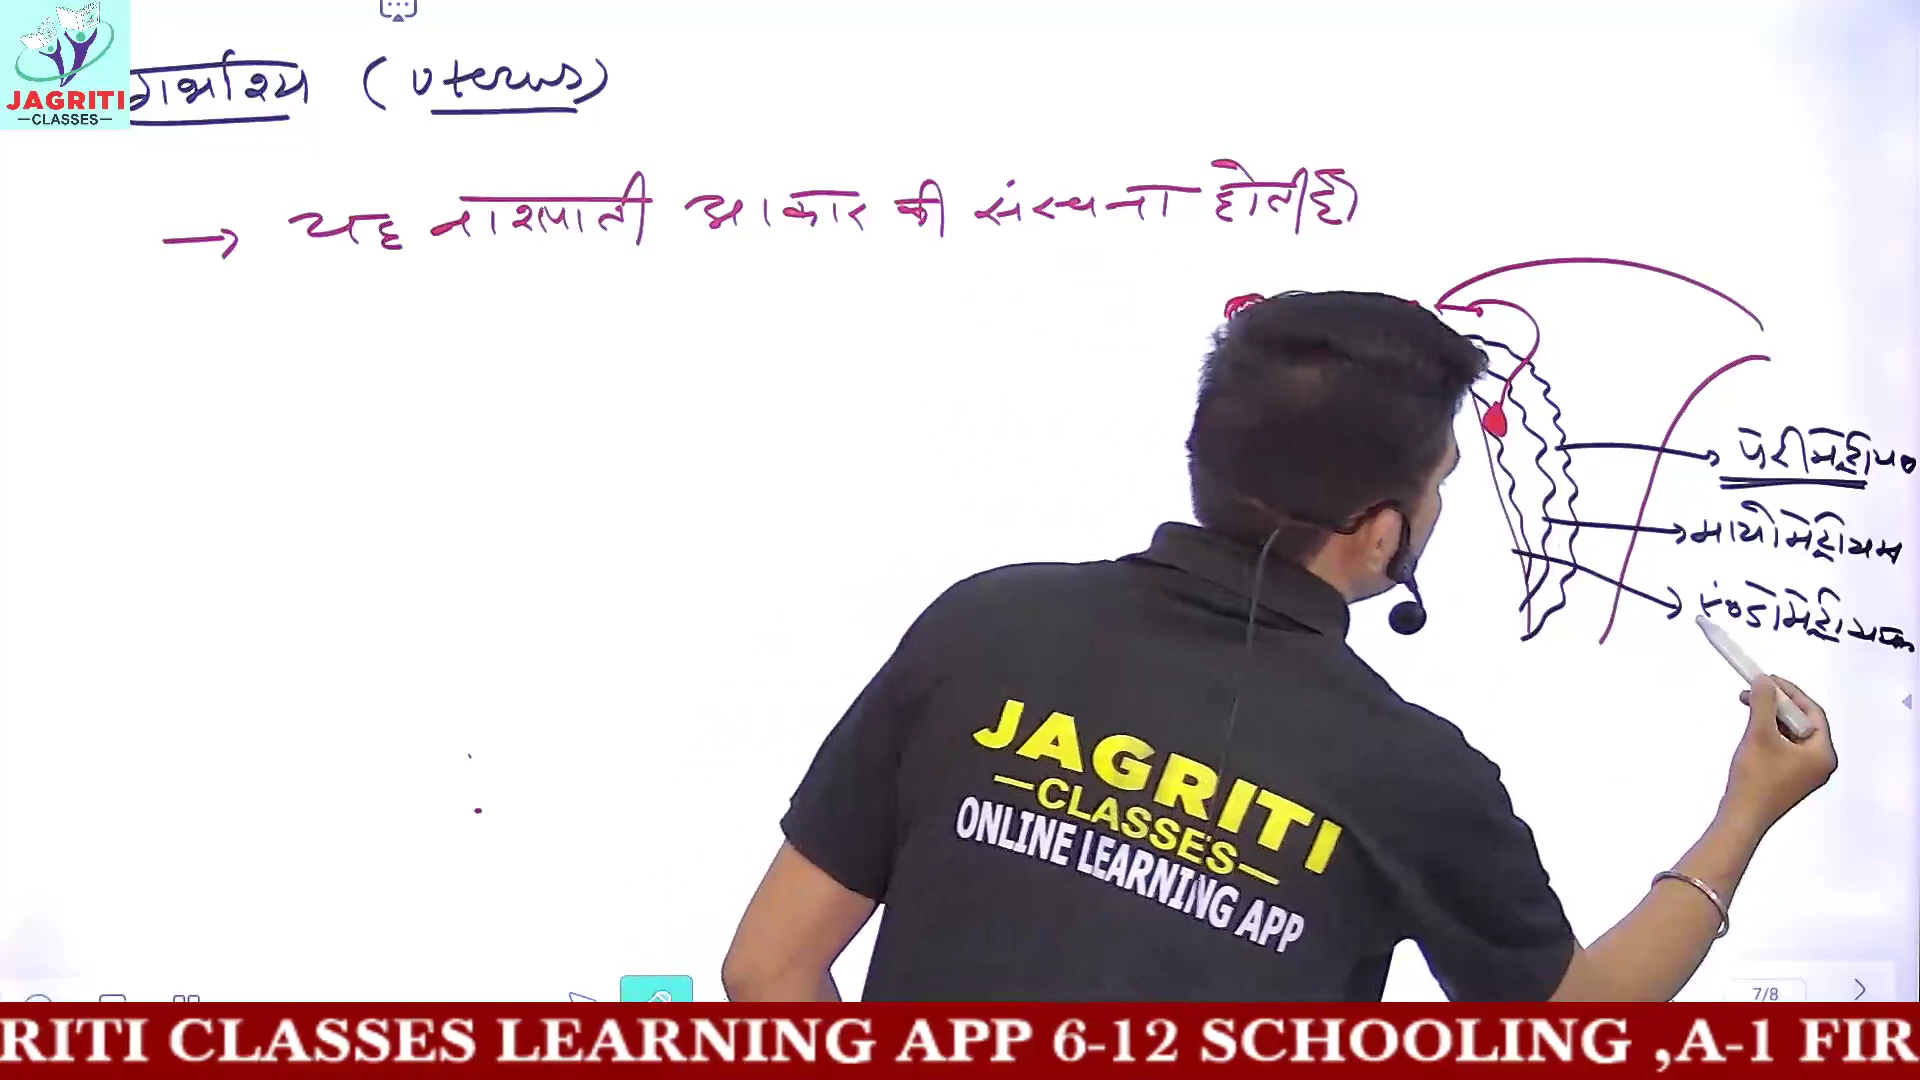 JAGRITI
CLASSES
गर्भाशय (Uterus)
→ यह नाशपाती आकार की संरचना होती है
→ पेरीमेट्रीयम
→ मायोमेट्रीयम
→ एंडोमेट्रीयम
JAGRITI
CLASSES
ONLINE LEARNING APP
7/8
RITI CLASSES LEARNING APP 6-12 SCHOOLING ,A-1 FIR